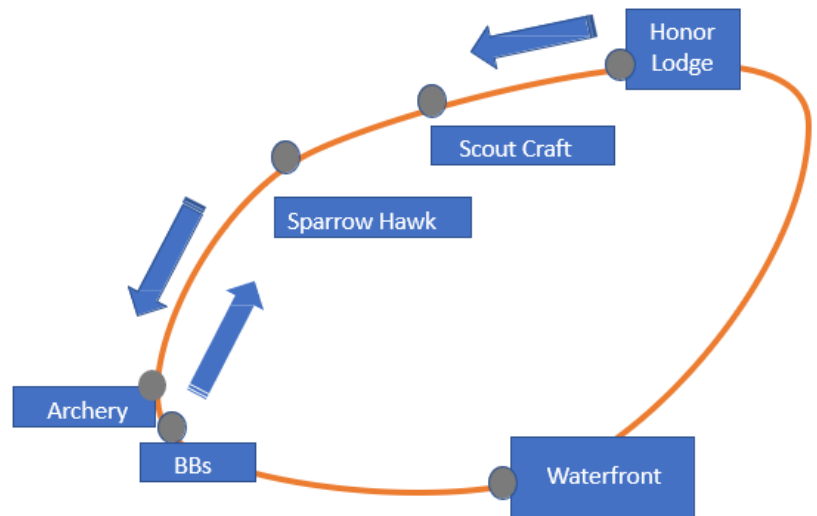 Honor
Lodge
Scout Craft
Sparrow Hawk
Archery
BBs
Waterfront